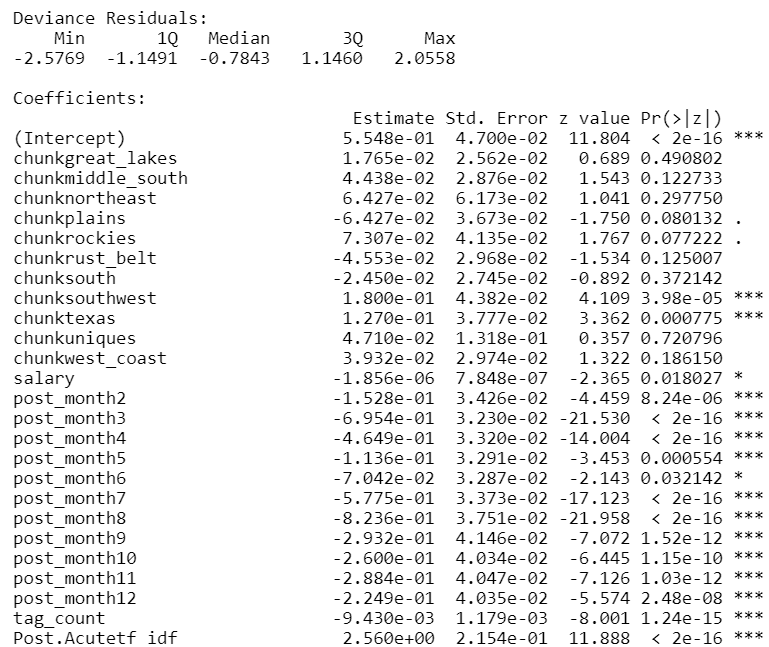 Deviance Residuals:
    Min       1Q   Median       3Q      Max
-2.5769  -1.1491  -0.7843   1.1460   2.0558
Coefficients:
                          Estimate Std. Error z value Pr(>|z|)
(Intercept)              5.548e-01  4.700e-02  11.804  < 2e-16 ***
chunkgreat_lakes         1.765e-02  2.562e-02   0.689 0.490802
chunkmiddle_south        4.438e-02  2.876e-02   1.543 0.122733
chunknortheast           6.427e-02  6.173e-02   1.041 0.297750
chunkplains             -6.427e-02  3.673e-02  -1.750 0.080132 .
chunkrockies             7.307e-02  4.135e-02   1.767 0.077222 .
chunkrust_belt          -4.553e-02  2.968e-02  -1.534 0.125007
chunksouth              -2.450e-02  2.745e-02  -0.892 0.372142
chunksouthwest           1.800e-01  4.382e-02   4.109 3.98e-05 ***
chunktexas               1.270e-01  3.777e-02   3.362 0.000775 ***
chunkuniques             4.710e-02  1.318e-01   0.357 0.720796
chunkwest_coast          3.932e-02  2.974e-02   1.322 0.186150
salary                  -1.856e-06  7.848e-07  -2.365 0.018027 *
post_month2             -1.528e-01  3.426e-02  -4.459 8.24e-06 ***
post_month3             -6.954e-01  3.230e-02 -21.530  < 2e-16 ***
post_month4             -4.649e-01  3.320e-02 -14.004  < 2e-16 ***
post_month5             -1.136e-01  3.291e-02  -3.453 0.000554 ***
post_month6             -7.042e-02  3.287e-02  -2.143 0.032142 *
post_month7             -5.775e-01  3.373e-02 -17.123  < 2e-16 ***
post_month8             -8.236e-01  3.751e-02 -21.958  < 2e-16 ***
post_month9             -2.932e-01  4.146e-02  -7.072 1.52e-12 ***
post_month10            -2.600e-01  4.034e-02  -6.445 1.15e-10 ***
post_month11            -2.884e-01  4.047e-02  -7.126 1.03e-12 ***
post_month12            -2.249e-01  4.035e-02  -5.574 2.48e-08 ***
tag_count               -9.430e-03  1.179e-03  -8.001 1.24e-15 ***
Post.Acutetf idf         2.560e+00  2.154e-01  11.888  < 2e-16 ***